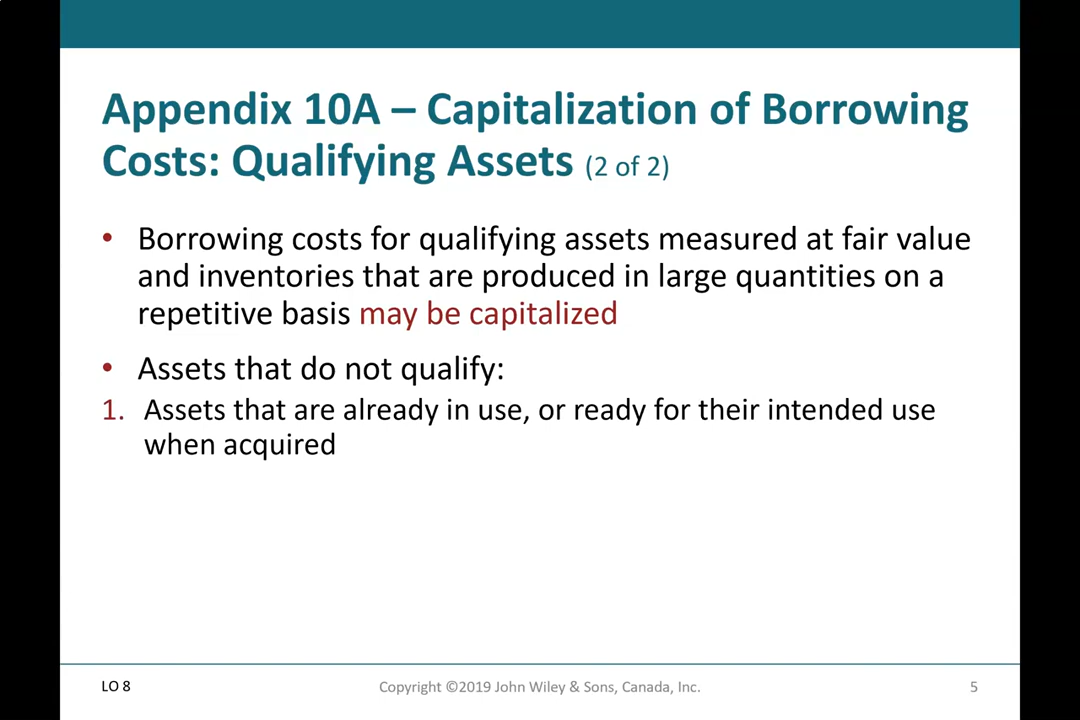 Appendix 10A – Capitalization of Borrowing
Costs: Qualifying Assets (2 of 2)
• Borrowing costs for qualifying assets measured at fair value
and inventories that are produced in large quantities on a
repetitive basis may be capitalized
• Assets that do not qualify:
1. Assets that are already in use, or ready for their intended use
when acquired
LO 8
Copyright ©2019 John Wiley & Sons, Canada, Inc.
5